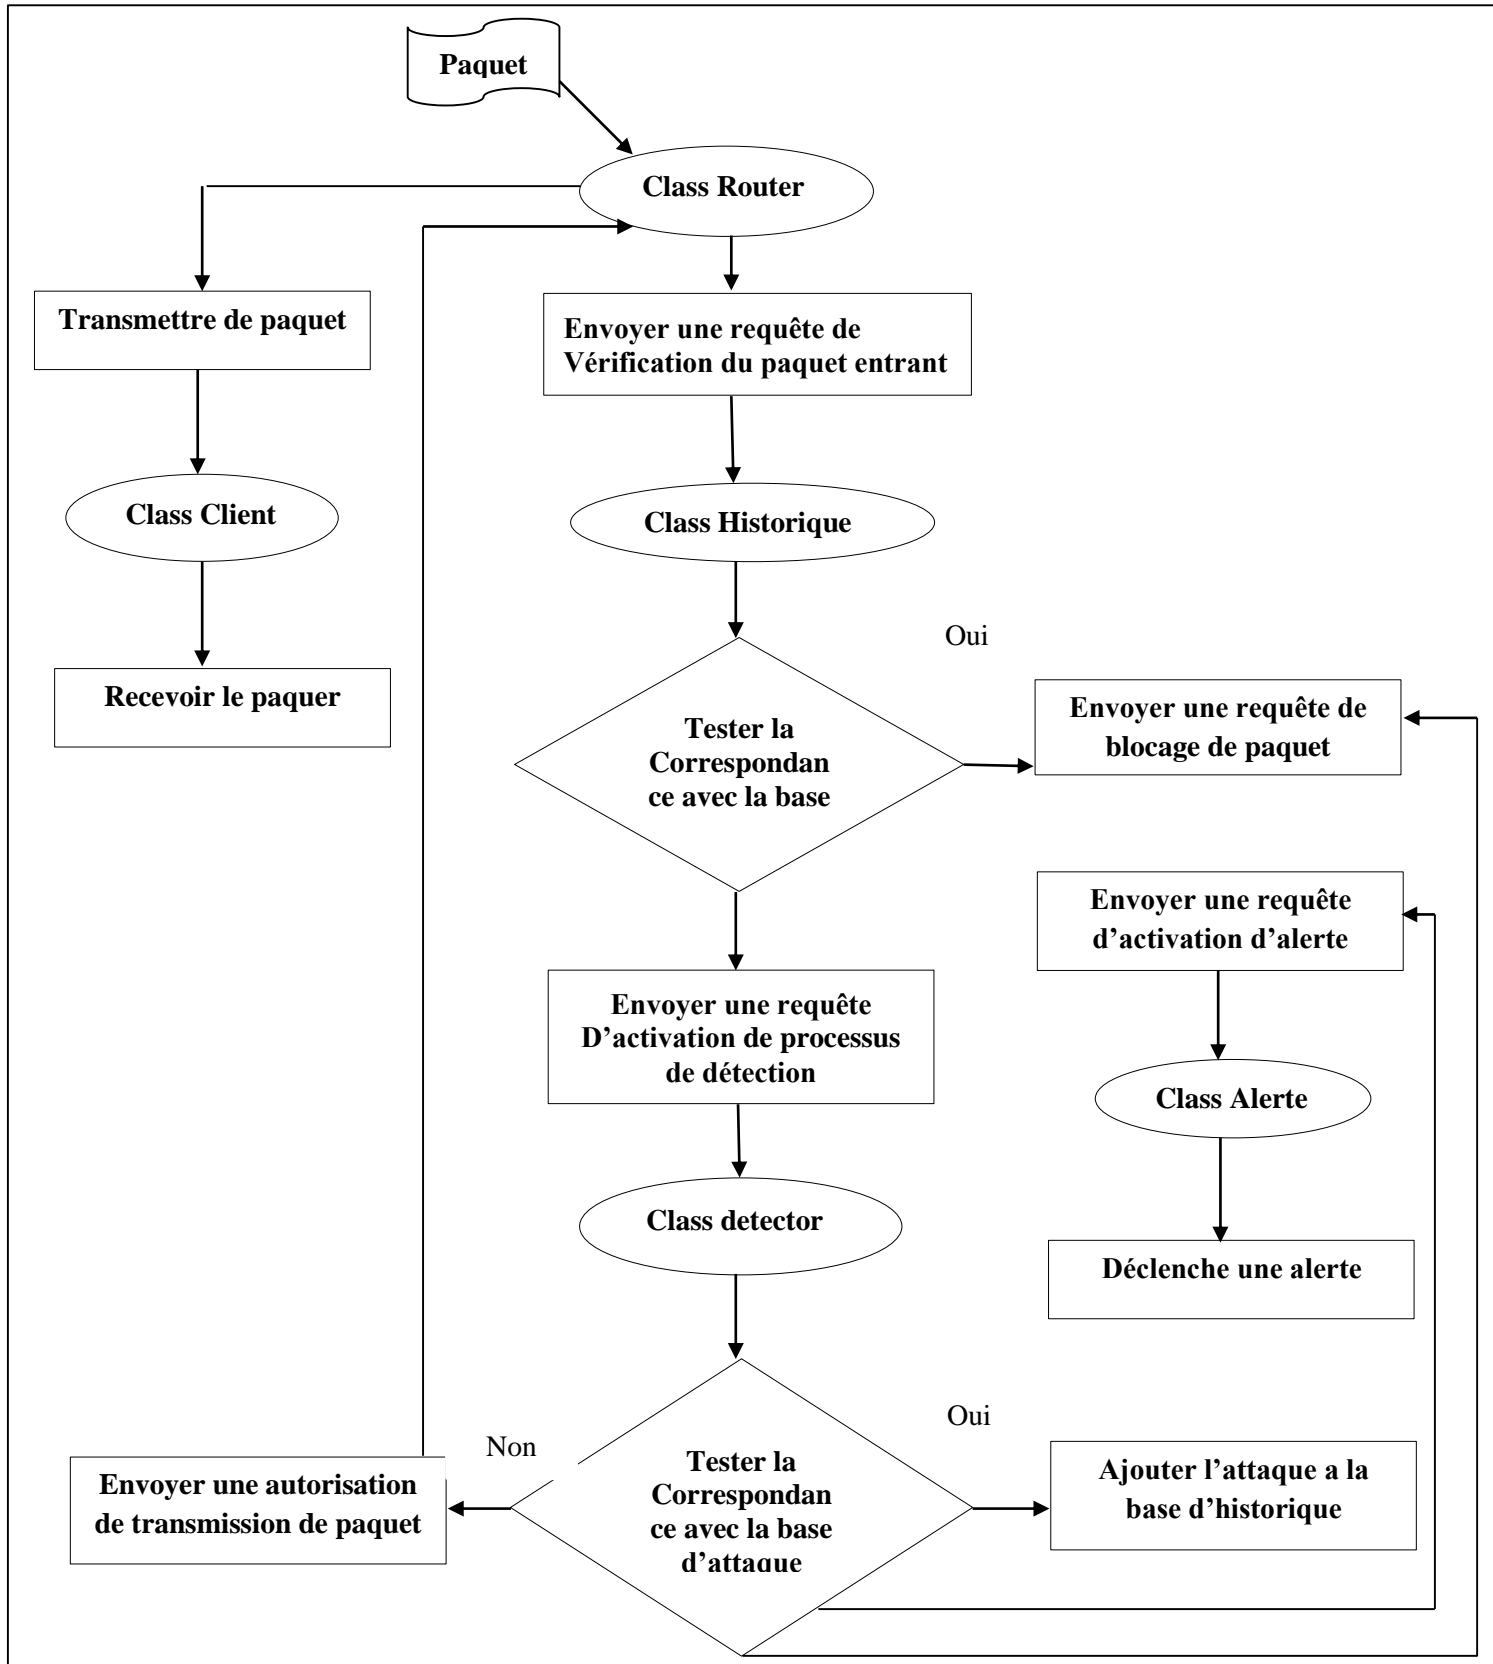 Paquet
Class Router
Transmettre de paquet
Envoyer une requête de
Vérification du paquet entrant
Class Client
Class Historique
Oui
Recevoir le paquer
Tester la
Correspondan
ce avec la base
Envoyer une requête de
blocage de paquet
Envoyer une requête
d’activation d’alerte
Envoyer une requête
D’activation de processus
de détection
Class Alerte
Class detector
Déclenche une alerte
Oui
Non
Tester la
Correspondan
ce avec la base
d’attaque
Envoyer une autorisation
de transmission de paquet
Ajouter l’attaque a la
base d’historique